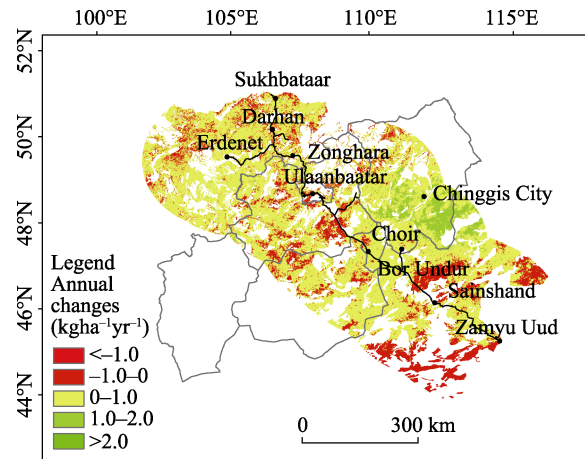 100°E 105°E 110°E 115°E
52°N
50°N
48°N
46°N
44°N
Sukhbataar
Darhan
Erdenet
Zonghara
Ulaanbaatar
Chinggis City
Choir
Bor Undur
Sainshand
Zamyu Uud
Legend
Annual
changes
(kgha⁻¹yr⁻¹)
<–1.0
–1.0–0
0–1.0
1.0–2.0
>2.0
0 300 km